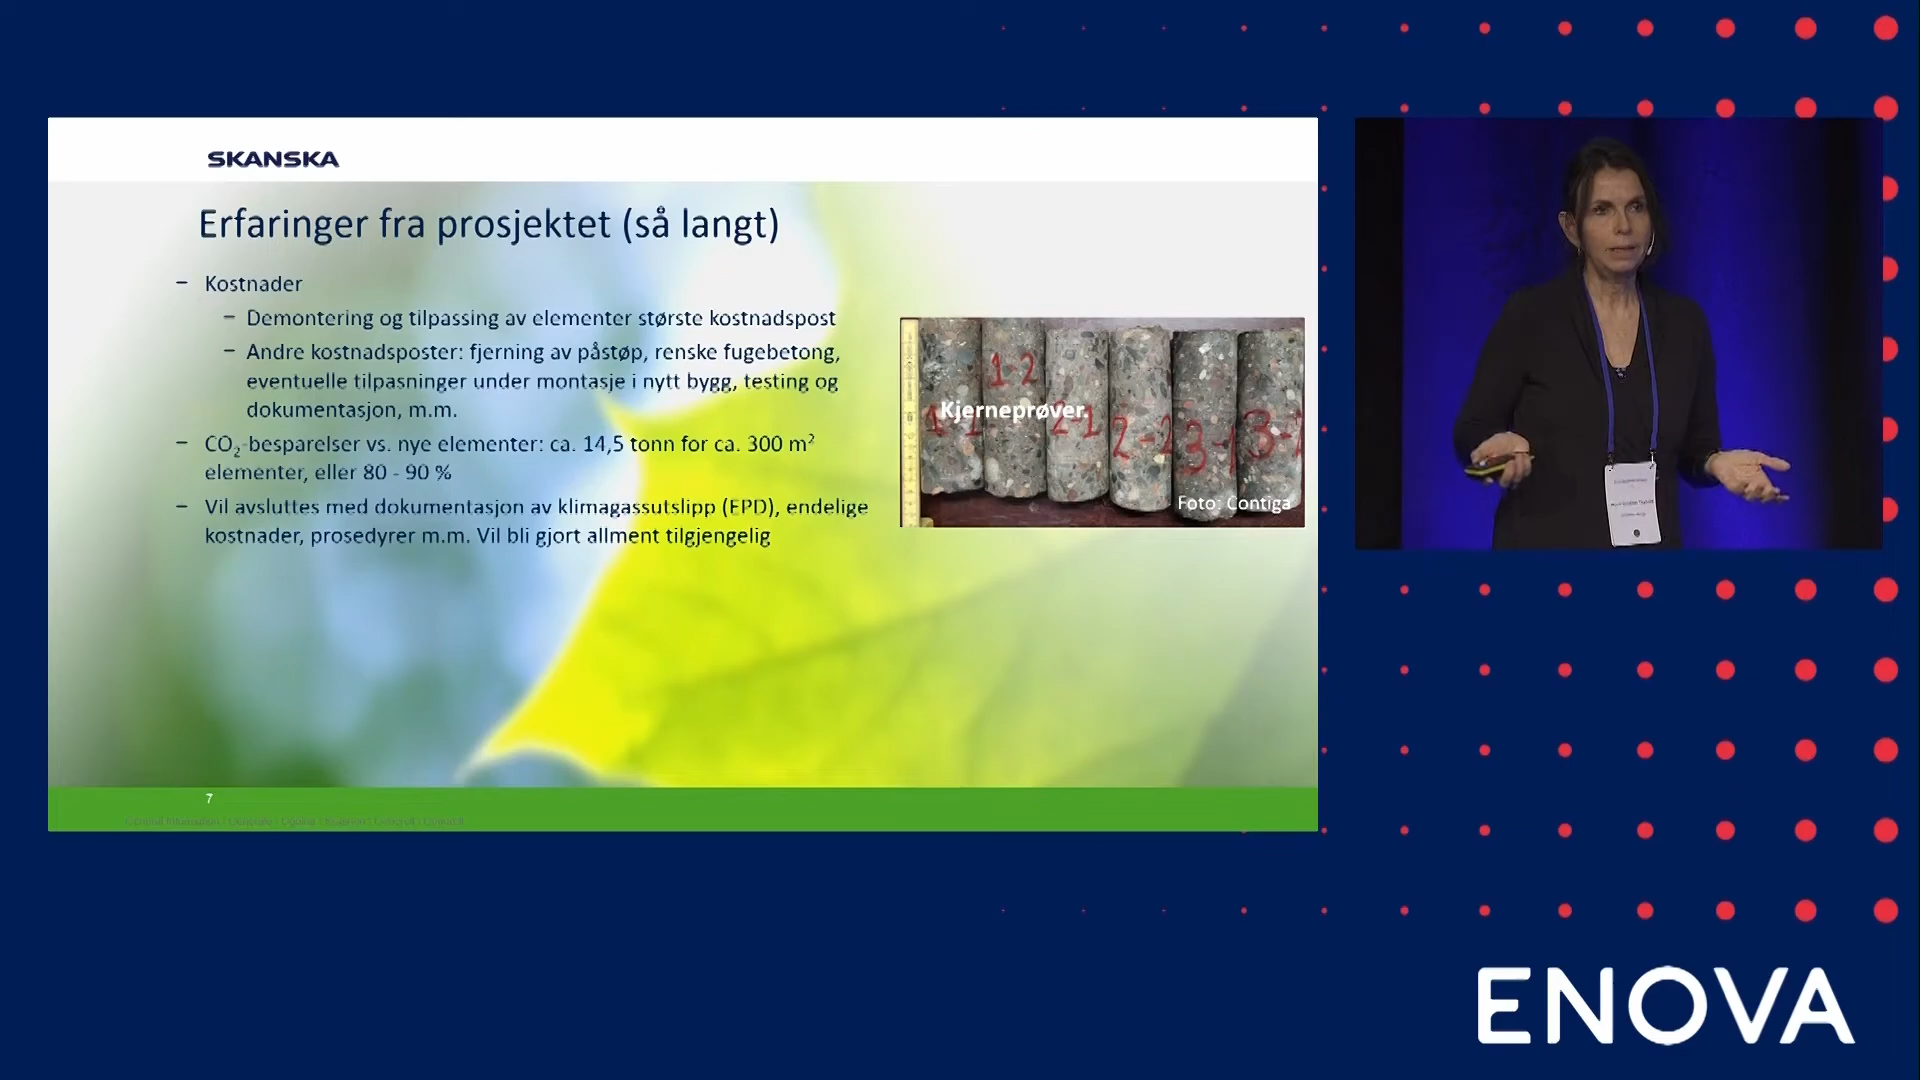 SKANSKA
Erfaringer fra prosjektet (så langt)
– Kostnader
– Demontering og tilpassing av elementer største kostnadspost
– Andre kostnadsposter: fjerning av påstøp, renske fugebetong,
eventuelle tilpasninger under montasje i nytt bygg, testing og
dokumentasjon, m.m.
– CO₂-besparelser vs. nye elementer: ca. 14,5 tonn for ca. 300 m²
elementer, eller 80 - 90 %
– Vil avsluttes med dokumentasjon av klimagassutslipp (EPD), endelige
kostnader, prosedyrer m.m. Vil bli gjort allment tilgjengelig
1-1 1-2 2-1 2-2 3-1 3-2
Kjerneprøver.
Foto: Contiga
7
ENOVA